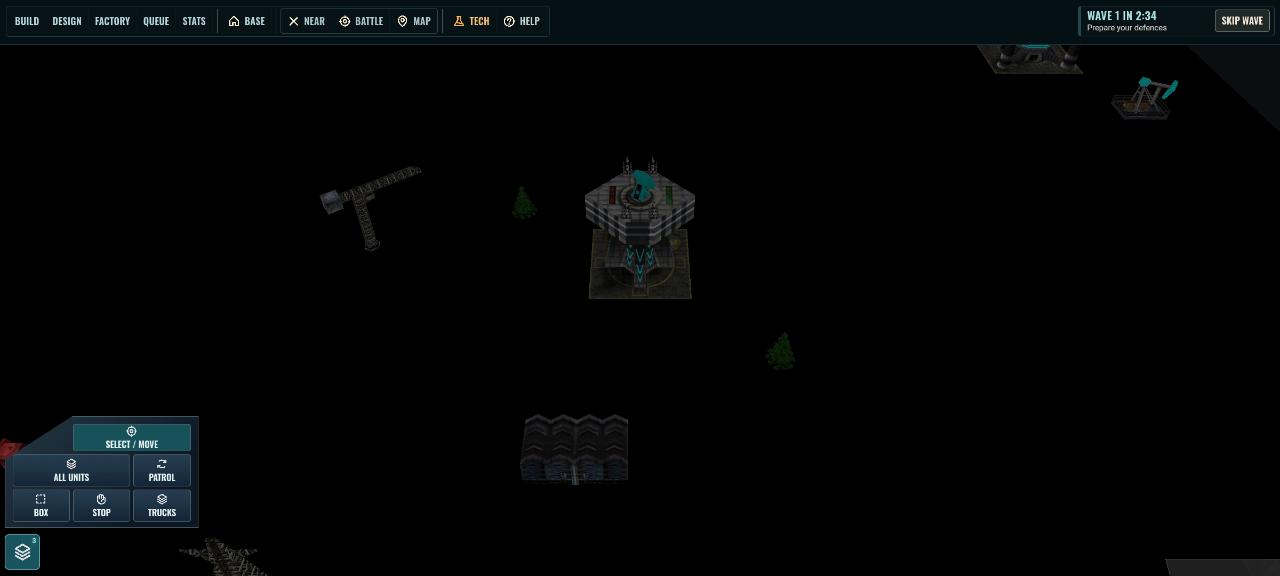 BUILD DESIGN FACTORY QUEUE STATS BASE NEAR BATTLE MAP TECH HELP
WAVE 1 IN 2:34
Prepare your defences
SKIP WAVE
SELECT / MOVE
ALL UNITS PATROL
BOX STOP TRUCKS
3